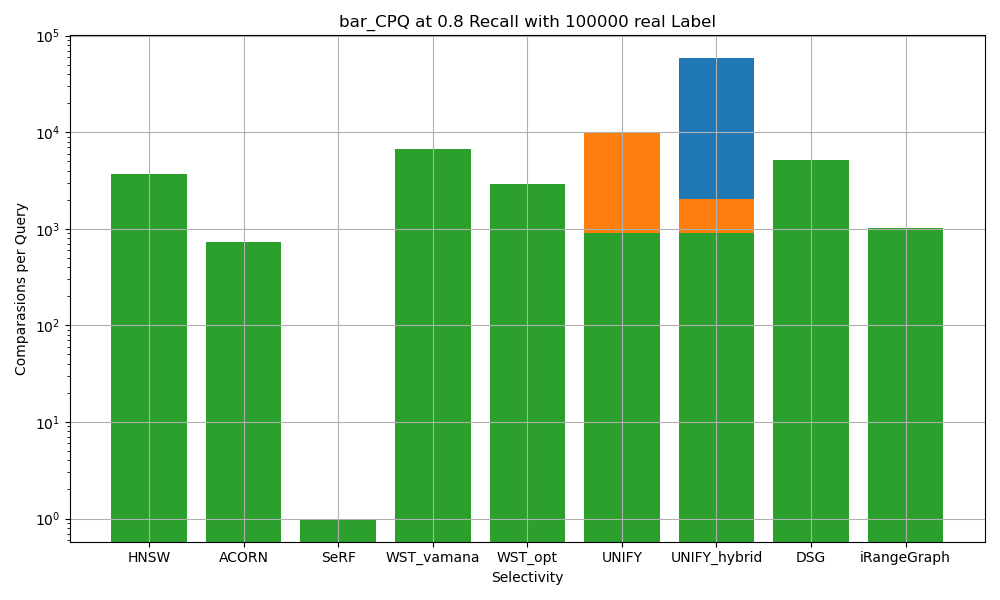 bar_CPQ at 0.8 Recall with 100000 real Label
Comparasions per Query
10^5
10^4
10^3
10^2
10^1
10^0
HNSW ACORN SeRF WST_vamana WST_opt UNIFY UNIFY_hybrid DSG iRangeGraph
Selectivity